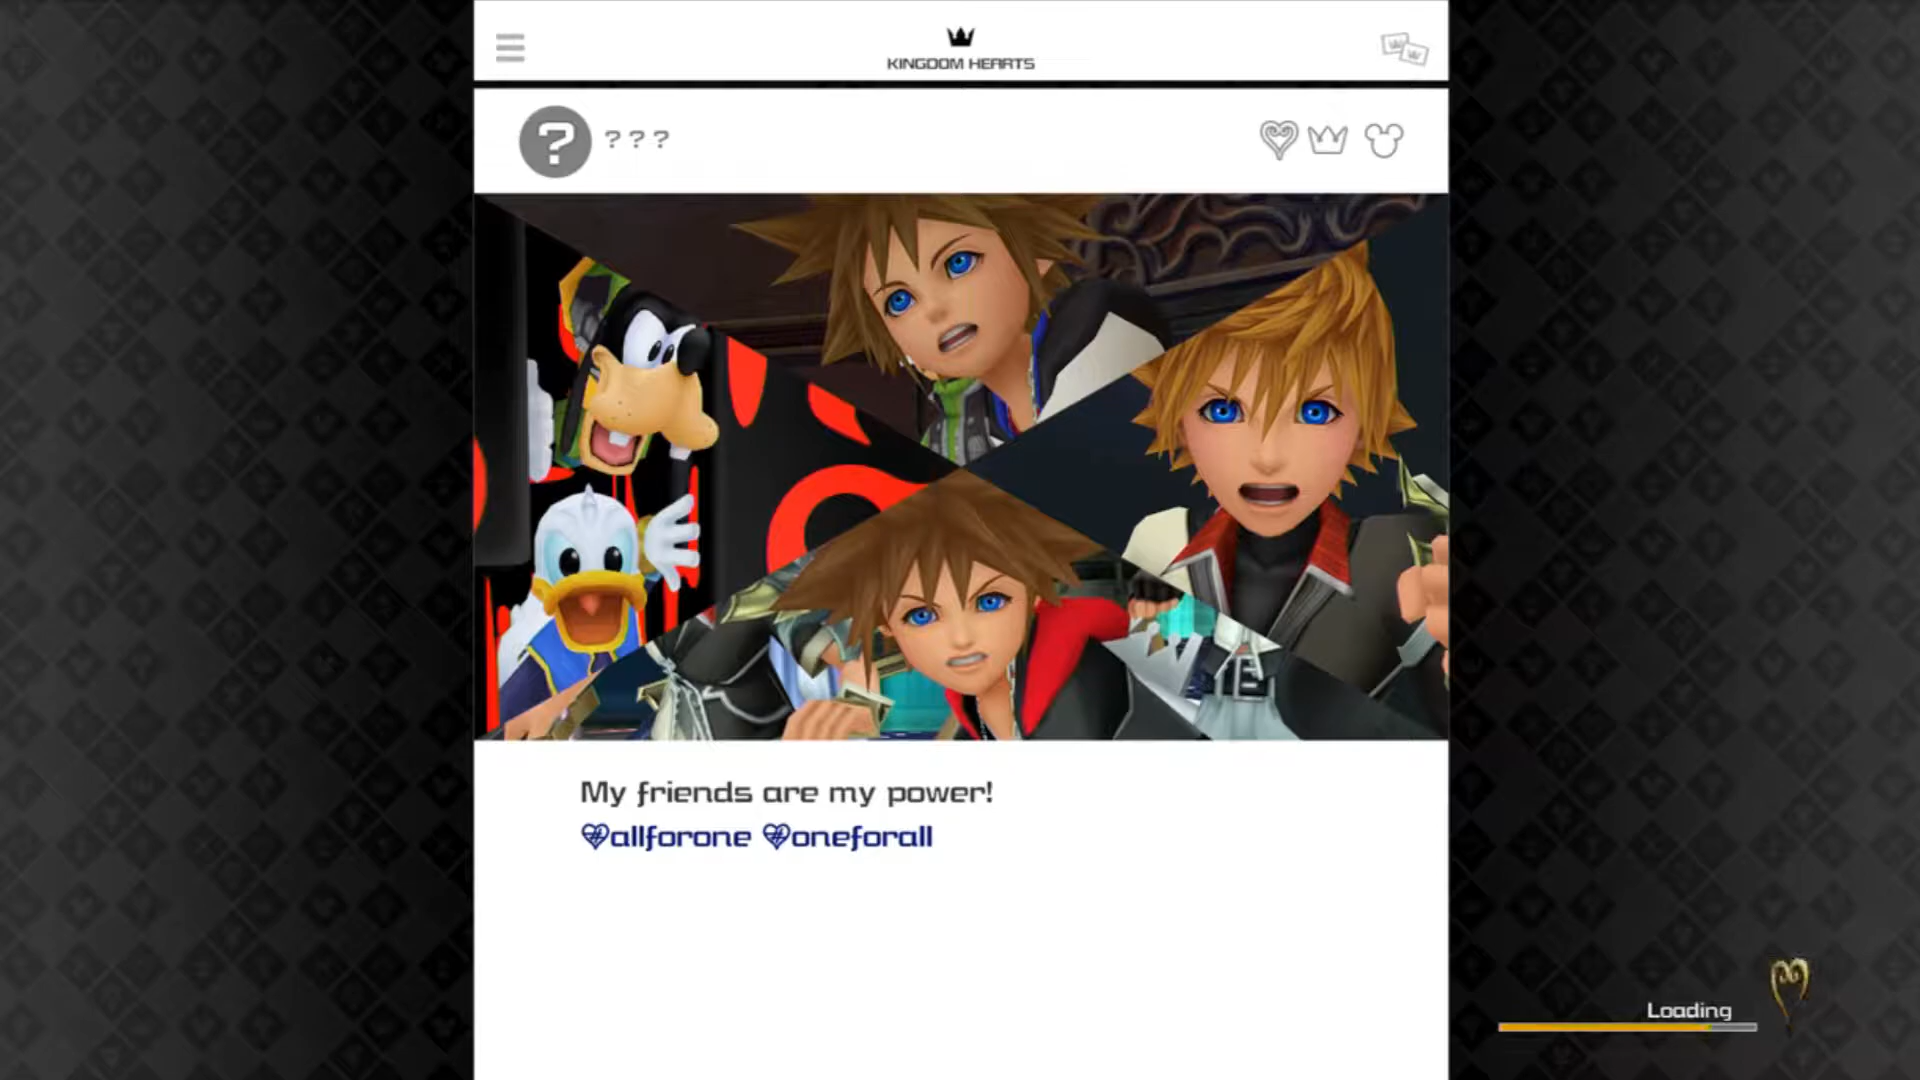 KINGDOM HEARTS
? ? ? ?
My friends are my power!
#allforone #oneforall
Loading